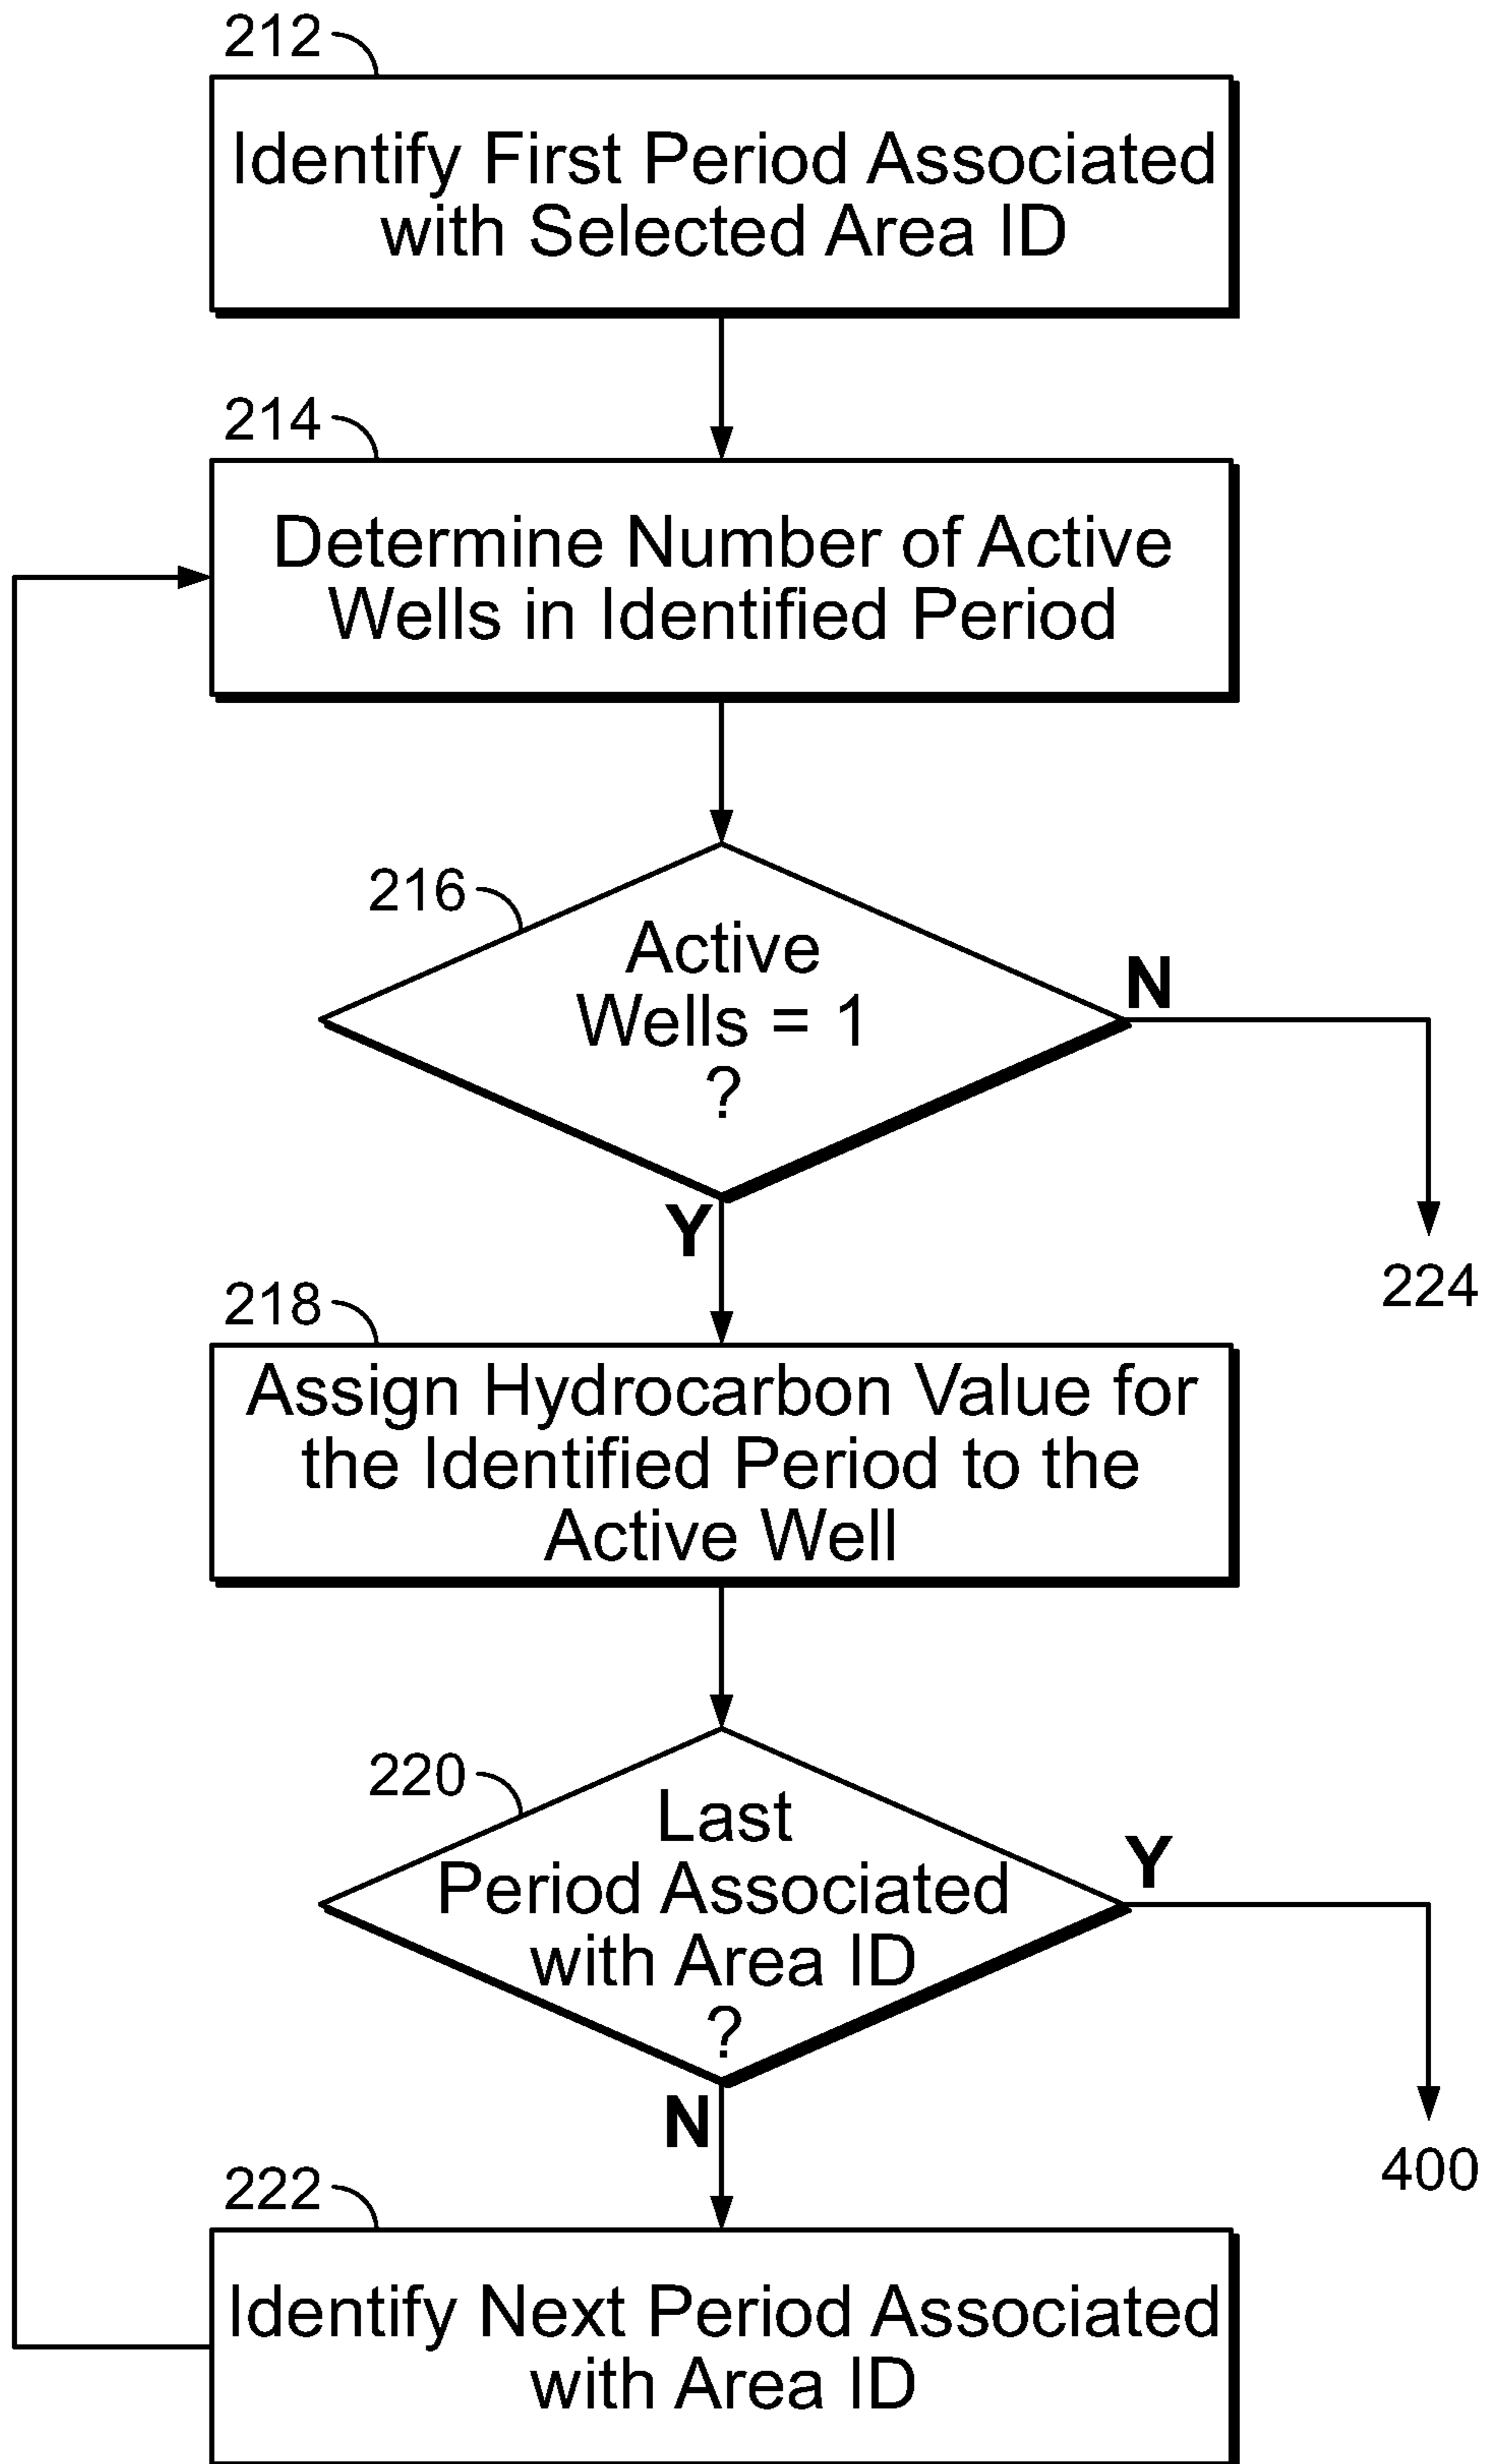 212
Identify First Period Associated
with Selected Area ID
214
Determine Number of Active
Wells in Identified Period
216
Active
Wells = 1
?
N
Y
224
218
Assign Hydrocarbon Value for
the Identified Period to the
Active Well
220
Last
Period Associated
with Area ID
?
Y
N
400
222
Identify Next Period Associated
with Area ID